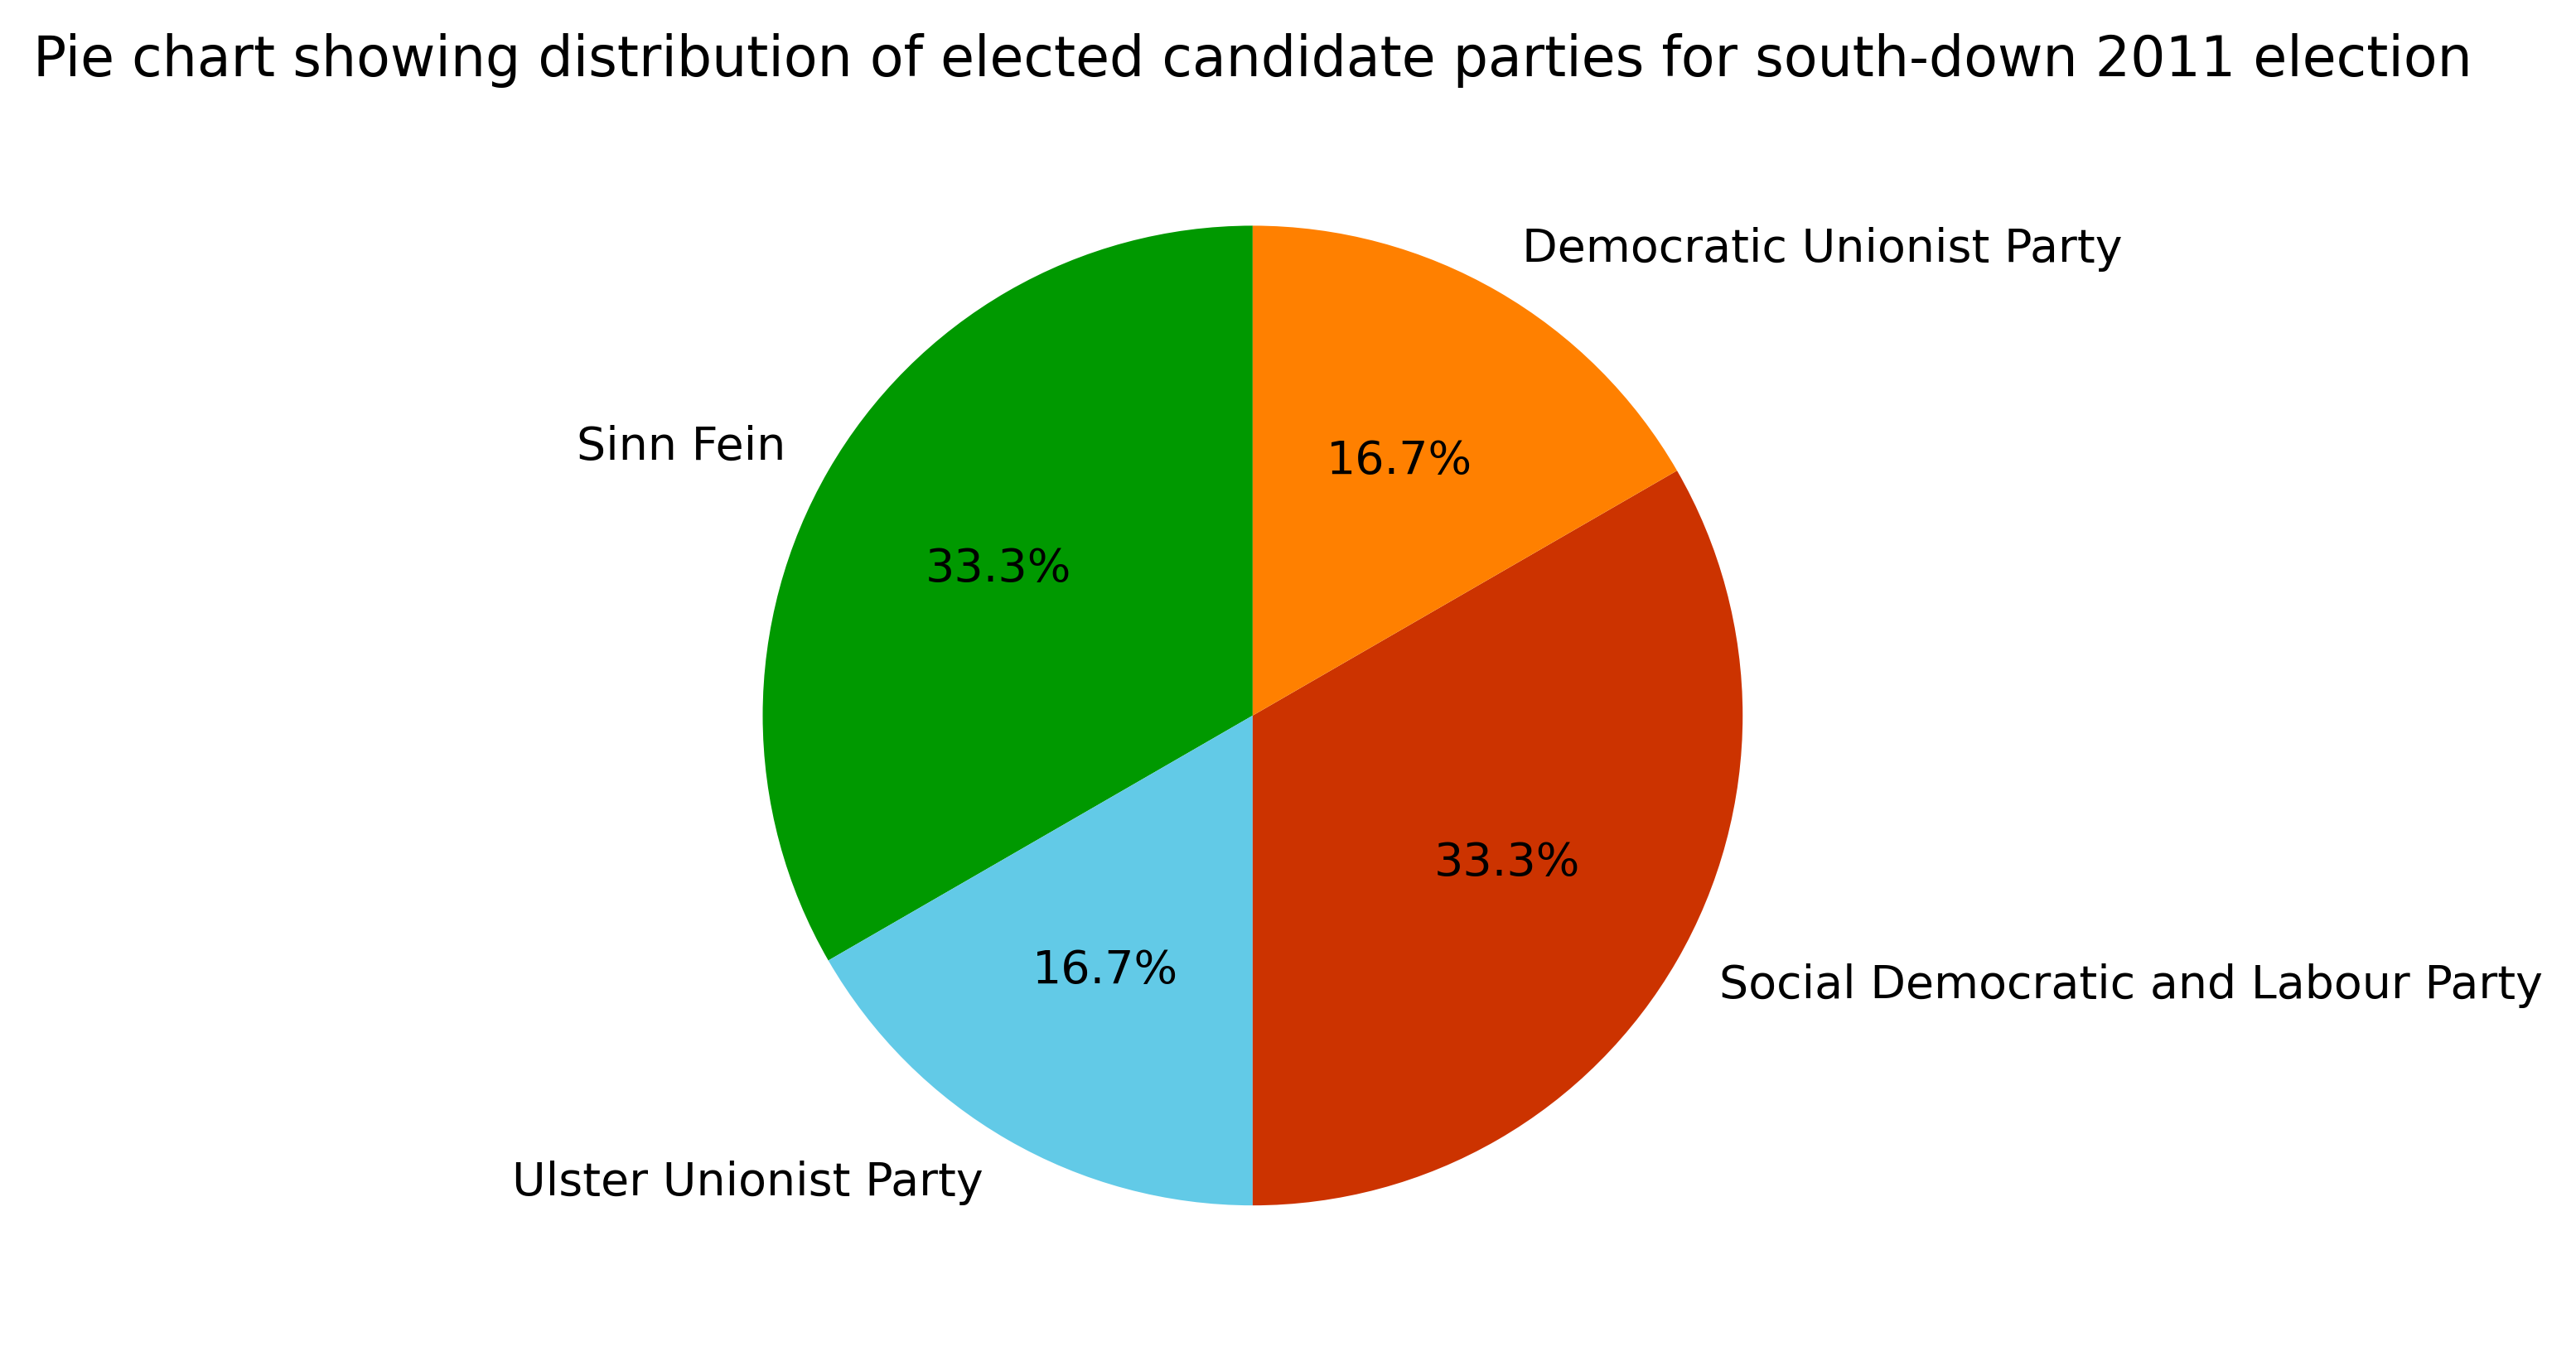 Pie chart showing distribution of elected candidate parties for south-down 2011 election
Democratic Unionist Party
Sinn Fein
16.7%
33.3%
33.3%
16.7%
Social Democratic and Labour Party
Ulster Unionist Party